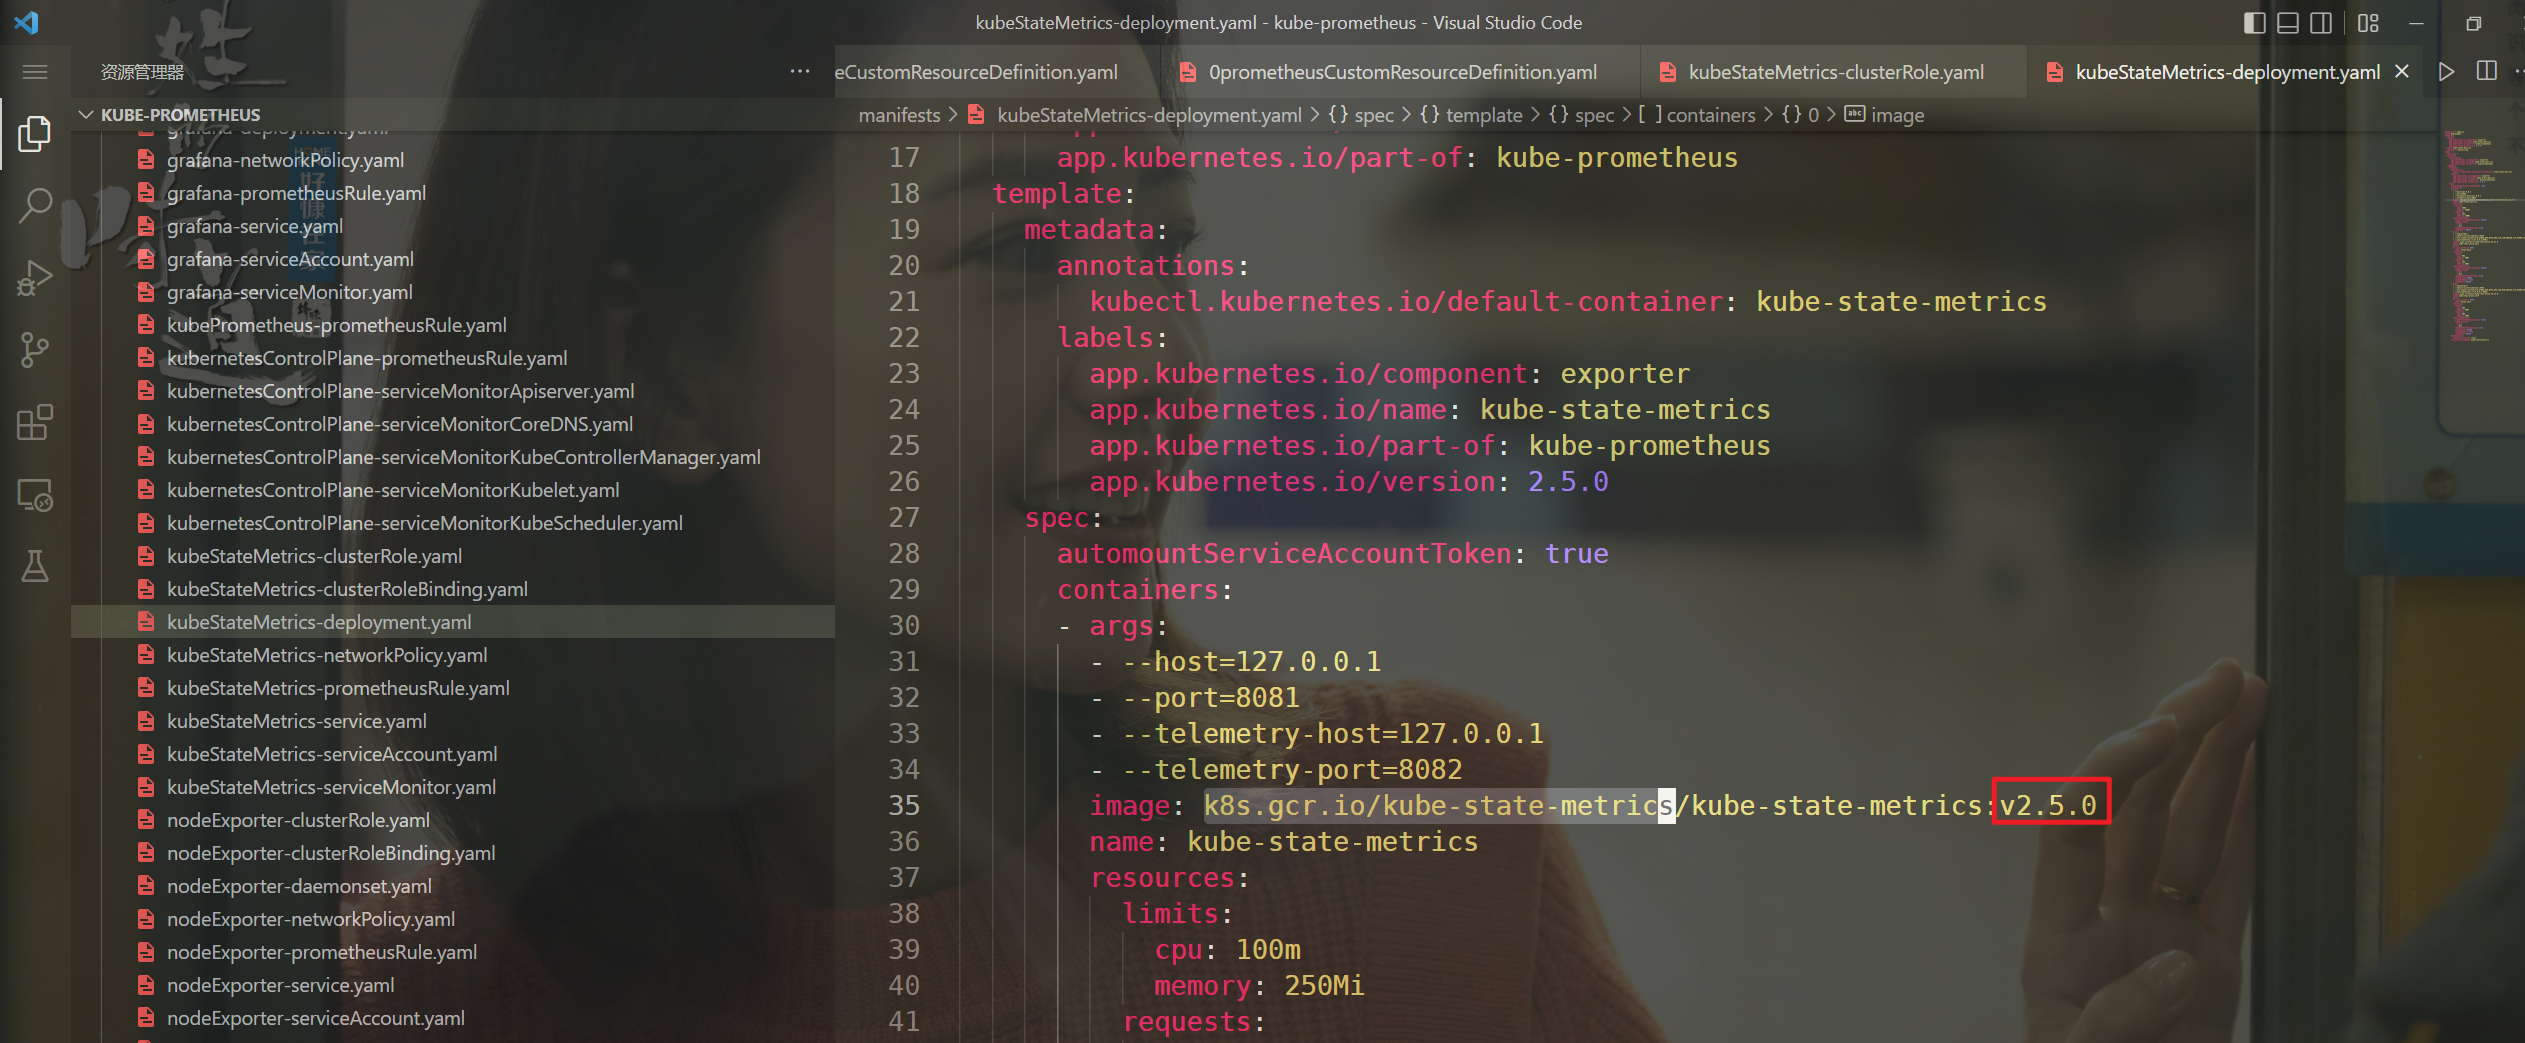 kubeStateMetrics-deployment.yaml - kube-prometheus - Visual Studio Code
资源管理器
eCustomResourceDefinition.yaml
0prometheusCustomResourceDefinition.yaml
kubeStateMetrics-clusterRole.yaml
kubeStateMetrics-deployment.yaml
KUBE-PROMETHEUS
grafana-deployment.yaml
grafana-networkPolicy.yaml
grafana-prometheusRule.yaml
grafana-service.yaml
grafana-serviceAccount.yaml
grafana-serviceMonitor.yaml
kubePrometheus-prometheusRule.yaml
kubernetesControlPlane-prometheusRule.yaml
kubernetesControlPlane-serviceMonitorApiserver.yaml
kubernetesControlPlane-serviceMonitorCoreDNS.yaml
kubernetesControlPlane-serviceMonitorKubeControllerManager.yaml
kubernetesControlPlane-serviceMonitorKubelet.yaml
kubernetesControlPlane-serviceMonitorKubeScheduler.yaml
kubeStateMetrics-clusterRole.yaml
kubeStateMetrics-clusterRoleBinding.yaml
kubeStateMetrics-deployment.yaml
kubeStateMetrics-networkPolicy.yaml
kubeStateMetrics-prometheusRule.yaml
kubeStateMetrics-service.yaml
kubeStateMetrics-serviceAccount.yaml
kubeStateMetrics-serviceMonitor.yaml
nodeExporter-clusterRole.yaml
nodeExporter-clusterRoleBinding.yaml
nodeExporter-daemonset.yaml
nodeExporter-networkPolicy.yaml
nodeExporter-prometheusRule.yaml
nodeExporter-service.yaml
nodeExporter-serviceAccount.yaml
manifests > kubeStateMetrics-deployment.yaml > {} spec > {} template > {} spec > [ ] containers > {} 0 > abc image
17 app.kubernetes.io/part-of: kube-prometheus
18 template:
19 metadata:
20 annotations:
21 kubectl.kubernetes.io/default-container: kube-state-metrics
22 labels:
23 app.kubernetes.io/component: exporter
24 app.kubernetes.io/name: kube-state-metrics
25 app.kubernetes.io/part-of: kube-prometheus
26 app.kubernetes.io/version: 2.5.0
27 spec:
28 automountServiceAccountToken: true
29 containers:
30 - args:
31 - --host=127.0.0.1
32 - --port=8081
33 - --telemetry-host=127.0.0.1
34 - --telemetry-port=8082
35 image: k8s.gcr.io/kube-state-metrics/kube-state-metrics:v2.5.0
36 name: kube-state-metrics
37 resources:
38 limits:
39 cpu: 100m
40 memory: 250Mi
41 requests: